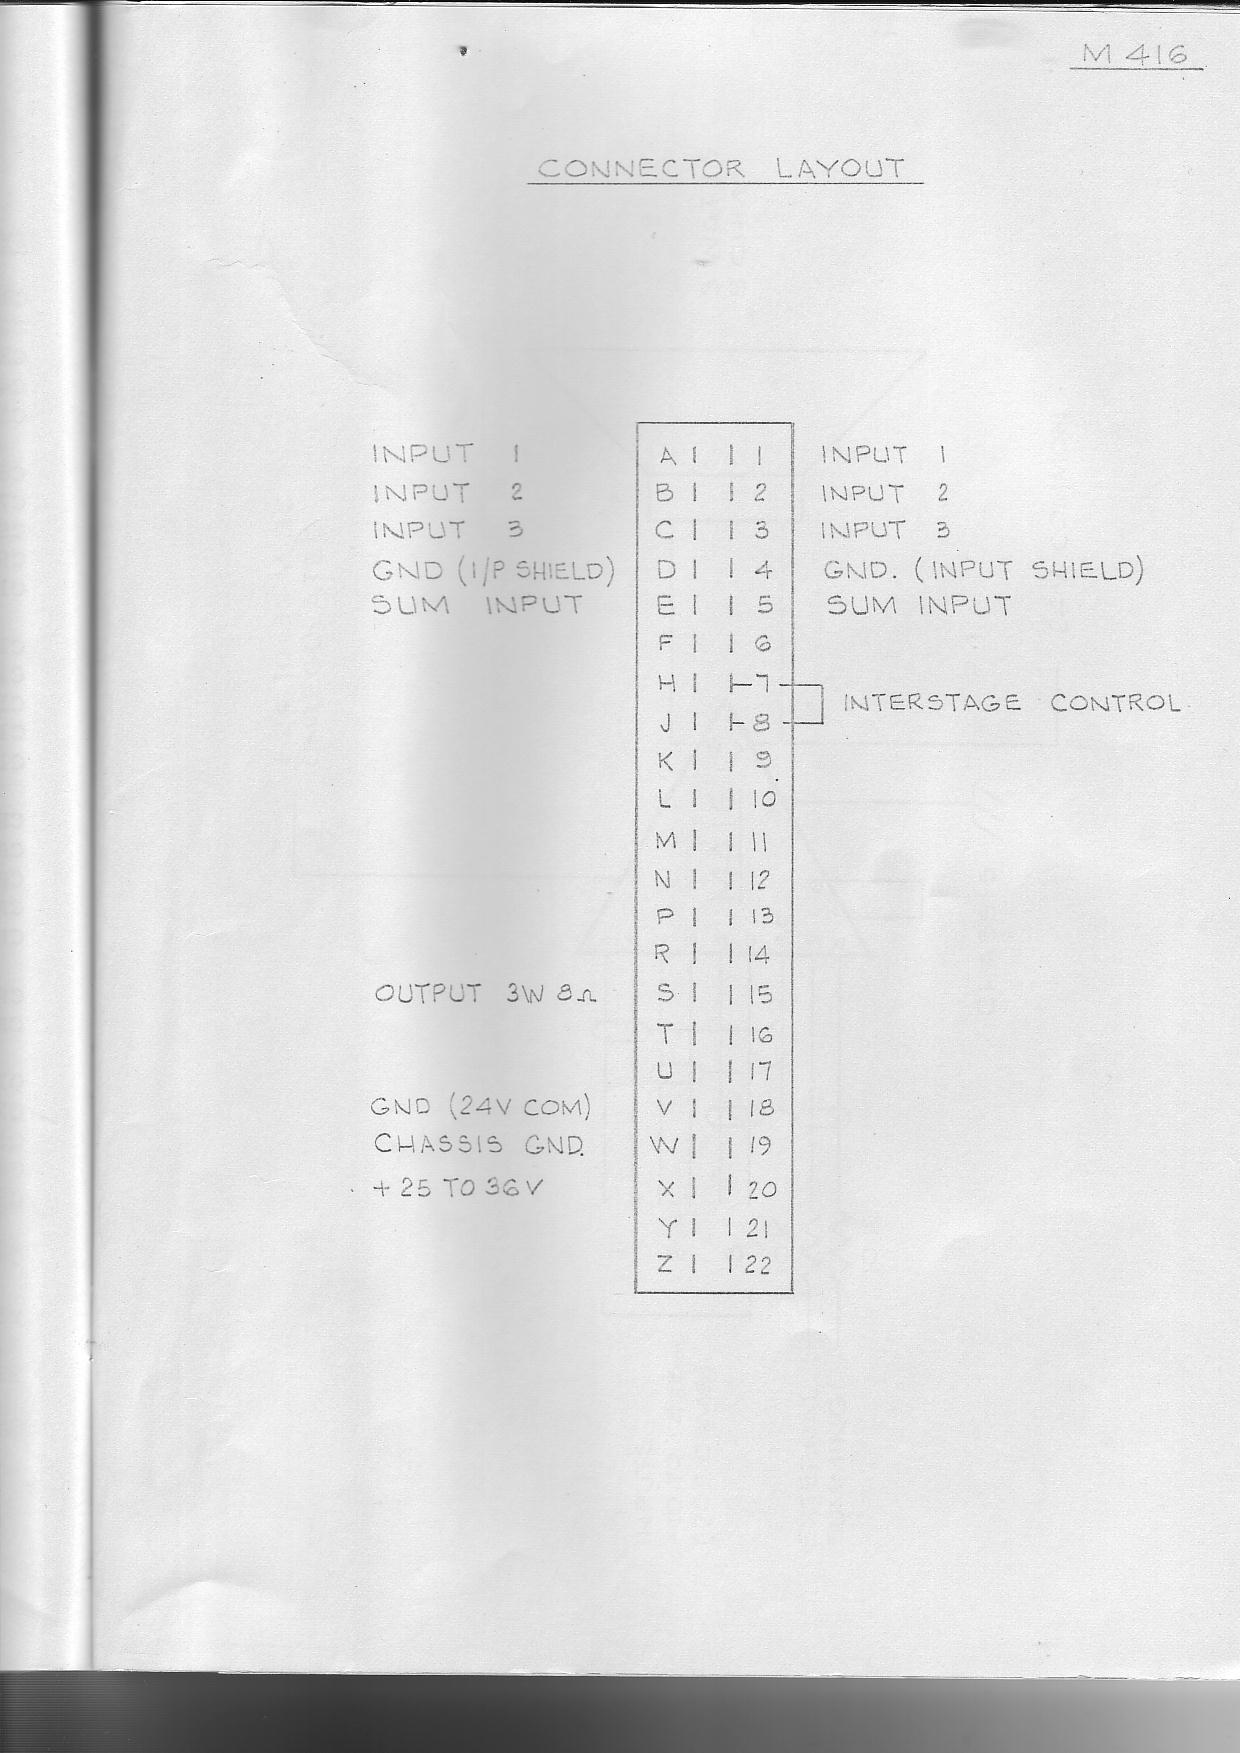 M 416
CONNECTOR LAYOUT
INPUT 1 A 1 INPUT 1
INPUT 2 B 2 INPUT 2
INPUT 3 C 3 INPUT 3
GND (I/P SHIELD) D 4 GND. (INPUT SHIELD)
SUM INPUT E 5 SUM INPUT
F 6
H 7
INTERSTAGE CONTROL
J 8
K 9
L 10
M 11
N 12
P 13
R 14
OUTPUT 3W 8Ω S 15
T 16
U 17
GND (24V COM) V 18
CHASSIS GND. W 19
+ 25 TO 36V X 20
Y 21
Z 22